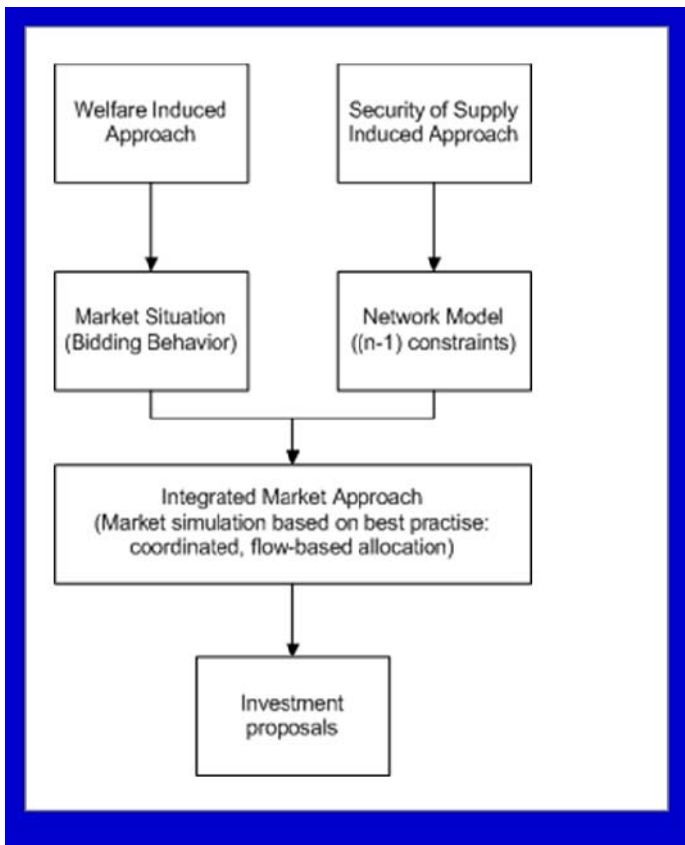 Welfare Induced
Approach
Security of Supply
Induced Approach
Market Situation
(Bidding Behavior)
Network Model
((n-1) constraints)
Integrated Market Approach
(Market simulation based on best practise:
coordinated, flow-based allocation)
Investment
proposals